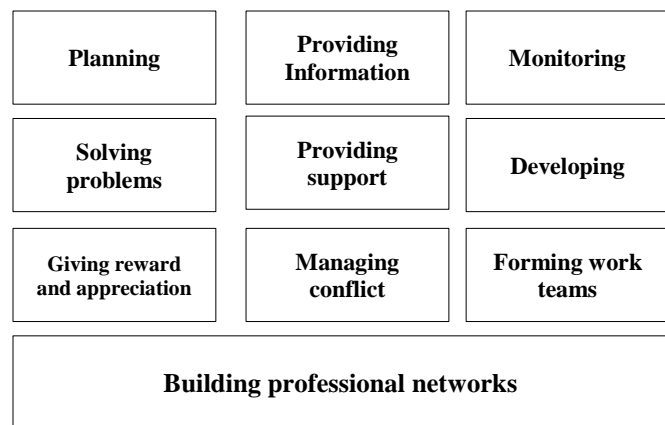 Planning
Providing
Information
Monitoring
Solving
problems
Providing
support
Developing
Giving reward
and appreciation
Managing
conflict
Forming work
teams
Building professional networks